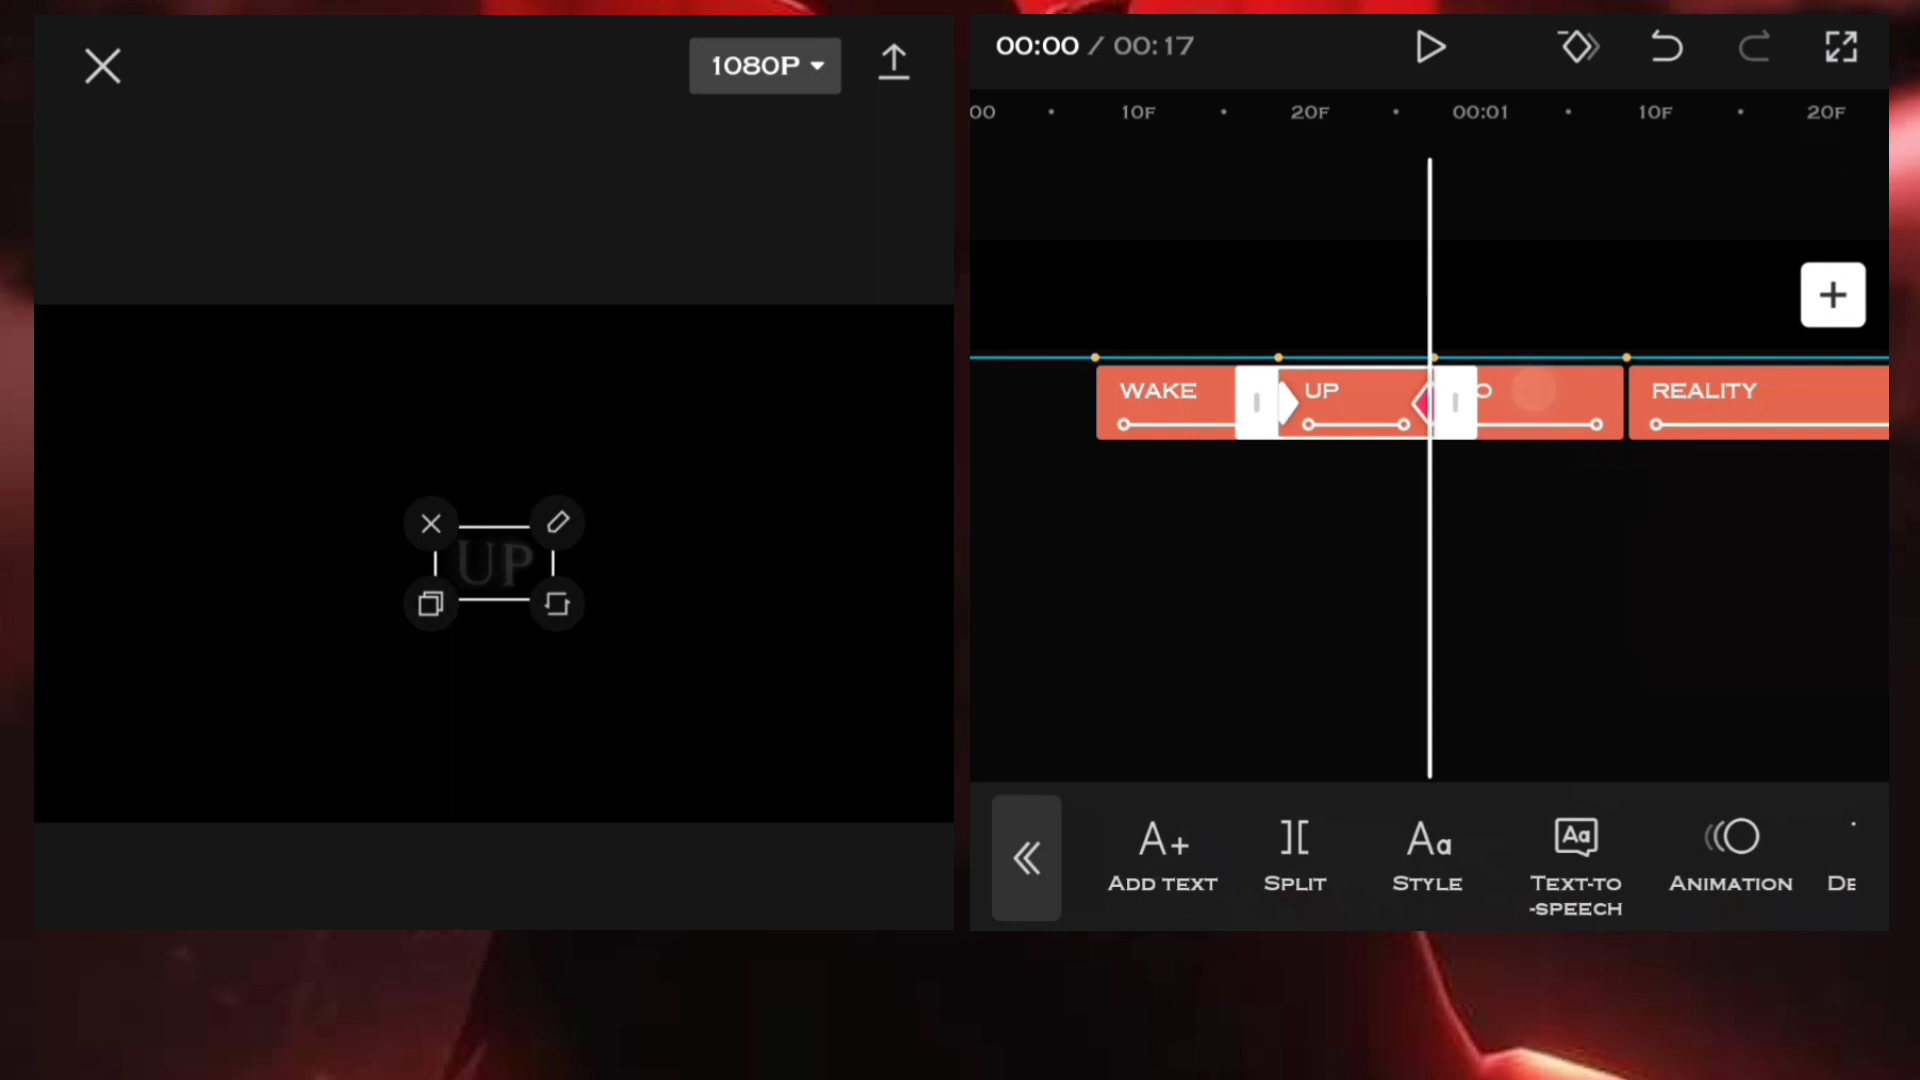 1080P
UP
00:00 / 00:17
00 10F 20F 00:01 10F 20F
WAKE UP O REALITY
ADD TEXT
SPLIT
STYLE
TEXT-TO
-SPEECH
ANIMATION
DE